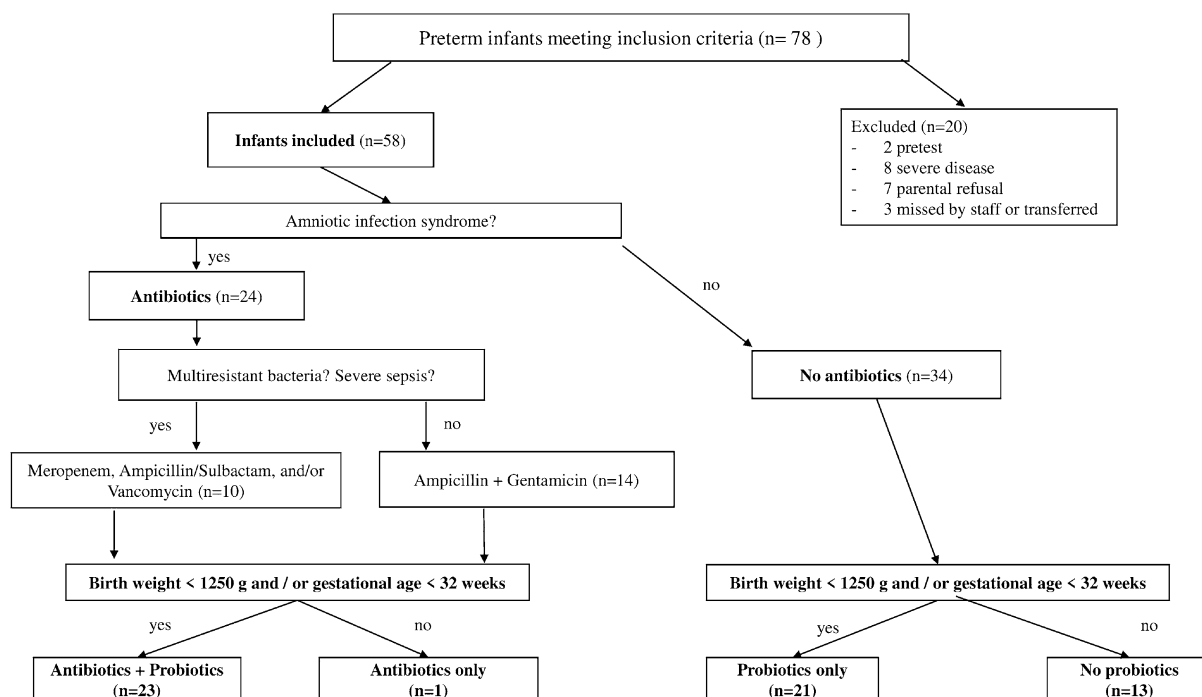 Preterm infants meeting inclusion criteria (n= 78 )
Infants included (n=58)
Excluded (n=20)
- 2 pretest
- 8 severe disease
- 7 parental refusal
- 3 missed by staff or transferred
Amniotic infection syndrome?
yes
no
Antibiotics (n=24)
Multiresistant bacteria? Severe sepsis?
No antibiotics (n=34)
yes
no
Meropenem, Ampicillin/Sulbactam, and/or
Vancomycin (n=10)
Ampicillin + Gentamicin (n=14)
Birth weight < 1250 g and / or gestational age < 32 weeks
Birth weight < 1250 g and / or gestational age < 32 weeks
yes
no
yes
no
Antibiotics + Probiotics
(n=23)
Antibiotics only
(n=1)
Probiotics only
(n=21)
No probiotics
(n=13)